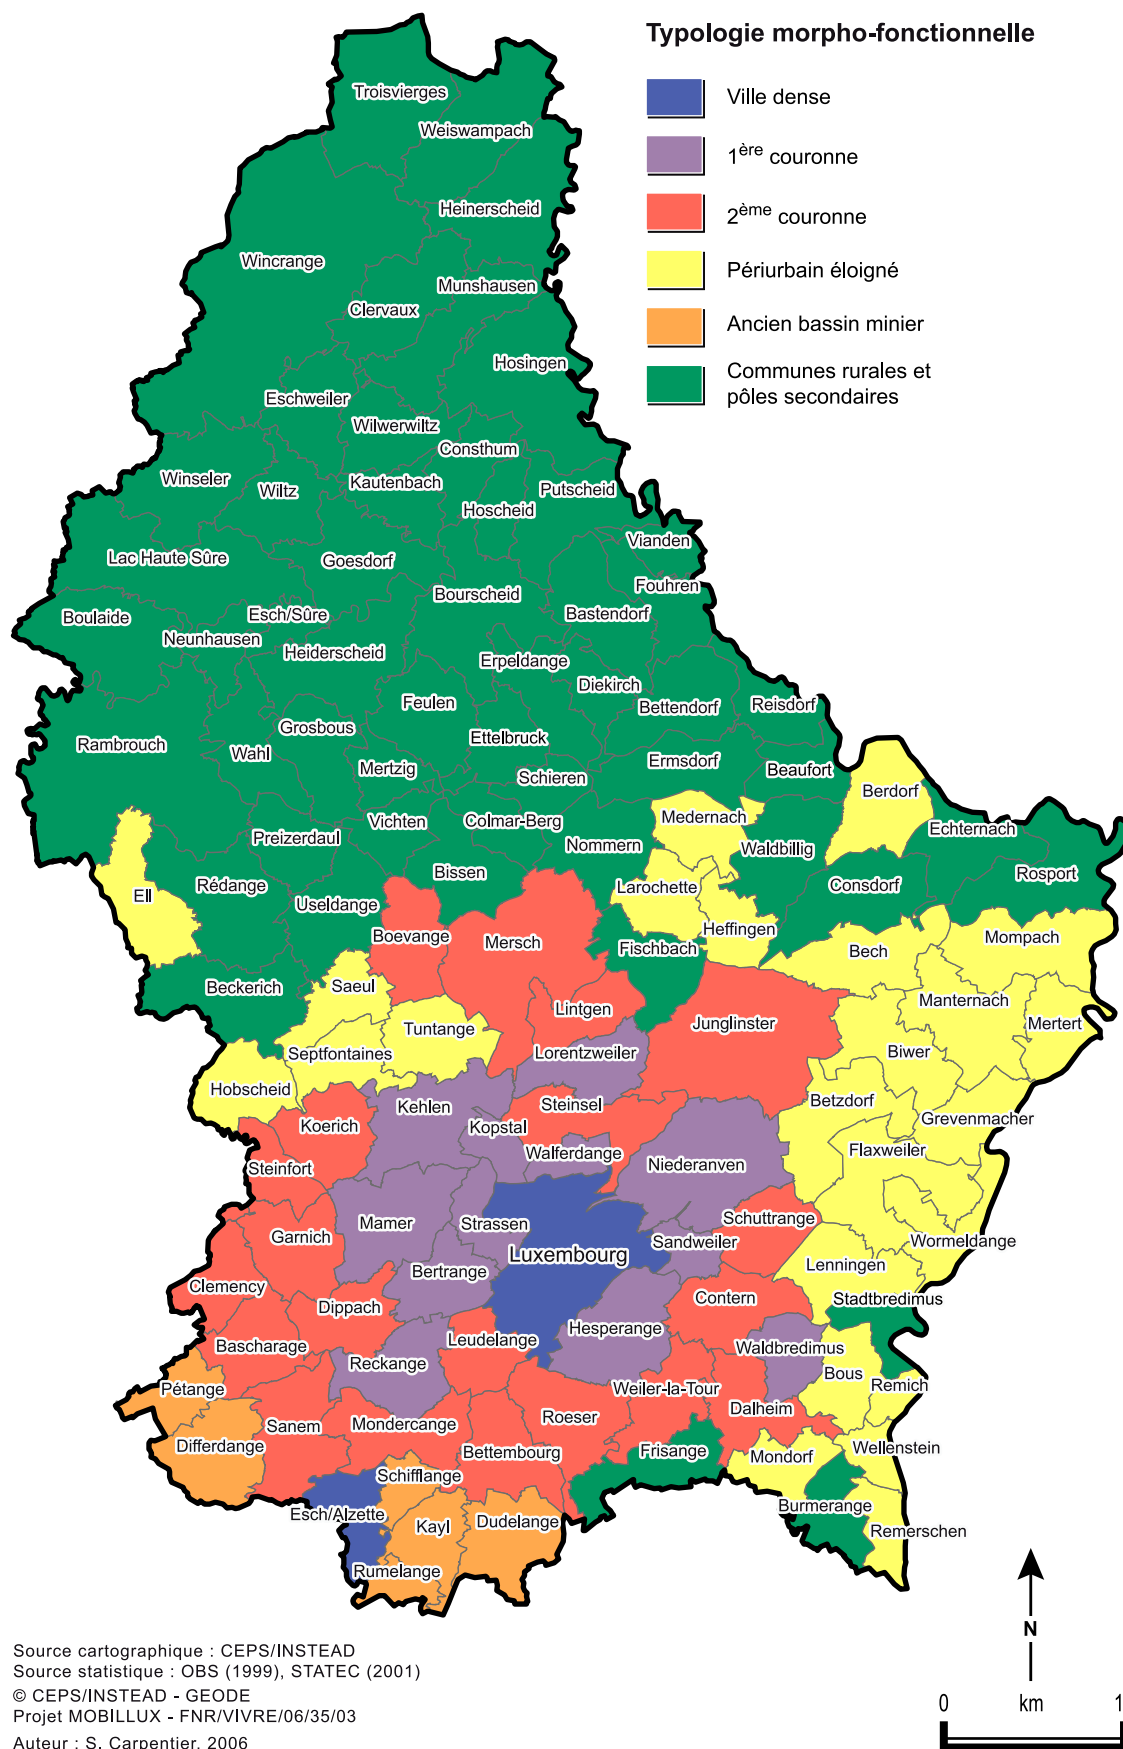 Typologie morpho-fonctionnelle
Ville dense
1ère couronne
2ème couronne
Périurbain éloigné
Ancien bassin minier
Communes rurales et
pôles secondaires
Troisvierges
Weiswampach
Heinerscheid
Wincrange
Munshausen
Clervaux
Hosingen
Eschweiler
Wilwerwiltz
Consthum
Winseler
Wiltz
Kautenbach
Putscheid
Hoscheid
Vianden
Lac Haute Sûre
Goesdorf
Fouhren
Bourscheid
Boulaide
Esch/Sûre
Bastendorf
Neunhausen
Heiderscheid
Erpeldange
Diekirch
Feulen
Bettendorf
Reisdorf
Grosbous
Rambrouch
Wahl
Ettelbruck
Mertzig
Schieren
Ermsdorf
Beaufort
Berdorf
Medernach
Vichten
Colmar-Berg
Echternach
Preizerdaul
Nommern
Waldbillig
Bissen
Rosport
Ell
Rédange
Larochette
Consdorf
Useldange
Heffingen
Boevange
Mersch
Fischbach
Bech
Mompach
Beckerich
Saeul
Manternach
Lintgen
Junglinster
Mertert
Tuntange
Septfontaines
Lorentzweiler
Biwer
Hobscheid
Betzdorf
Kehlen
Steinsel
Koerich
Kopstal
Grevenmacher
Walferdange
Flaxweiler
Steinfort
Niederanven
Mamer
Strassen
Schuttrange
Garnich
Sandweiler
Wormeldange
Luxembourg
Lenningen
Bertrange
Clemency
Contern
Stadtbredimus
Dippach
Hesperange
Leudelange
Bascharage
Waldbredimus
Reckange
Bous
Pétange
Weiler-la-Tour
Remich
Dalheim
Sanem
Mondercange
Roeser
Differdange
Bettembourg
Frisange
Wellenstein
Mondorf
Schifflange
Burmerange
Esch/Alzette
Kayl
Dudelange
Remerschen
Rumelange
N
0 km 1
Source cartographique : CEPS/INSTEAD
Source statistique : OBS (1999), STATEC (2001)
© CEPS/INSTEAD - GEODE
Projet MOBILLUX - FNR/VIVRE/06/35/03
Auteur : S. Carpentier, 2006